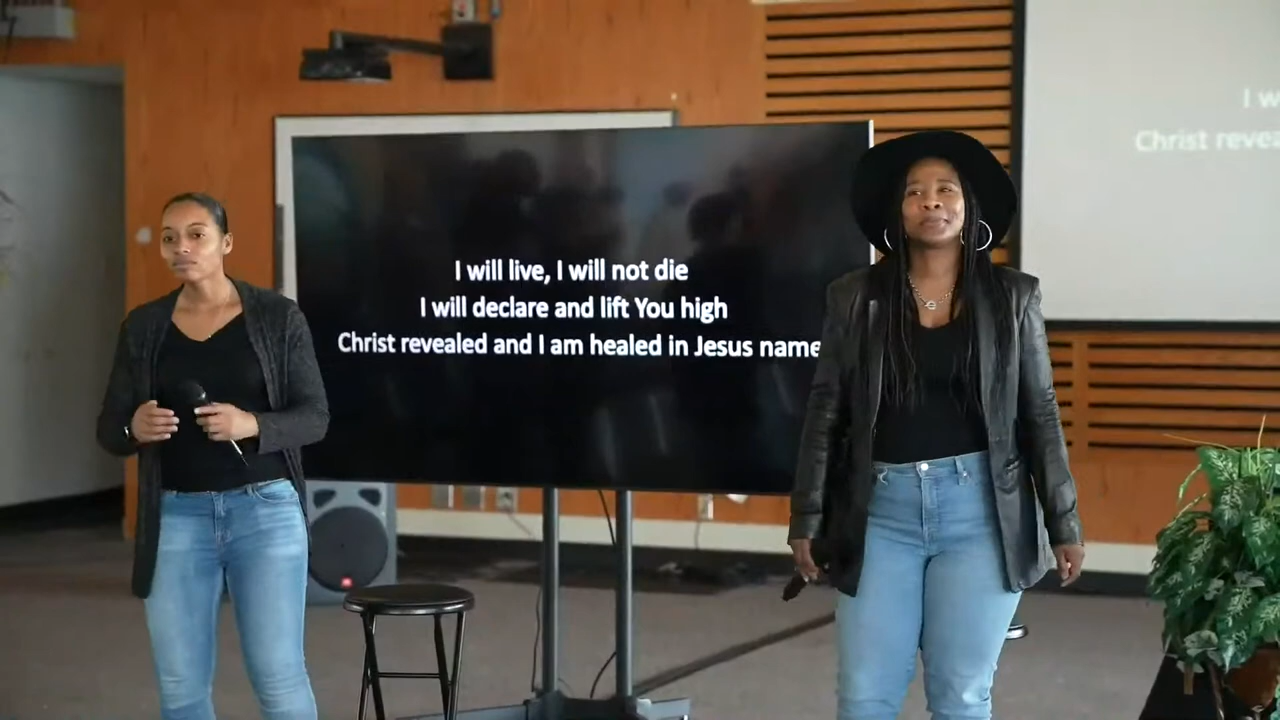 I will live, I will not die
I will declare and lift You high
Christ revealed and I am healed in Jesus name
I
Christ